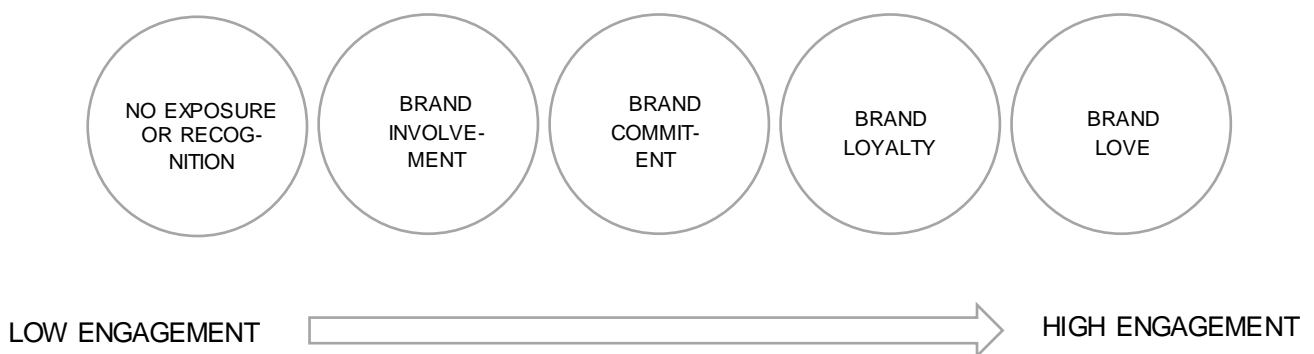 NO EXPOSURE
OR RECOG-
NITION
BRAND
INVOLVE-
MENT
BRAND
COMMIT-
ENT
BRAND
LOYALTY
BRAND
LOVE
LOW ENGAGEMENT
HIGH ENGAGEMENT